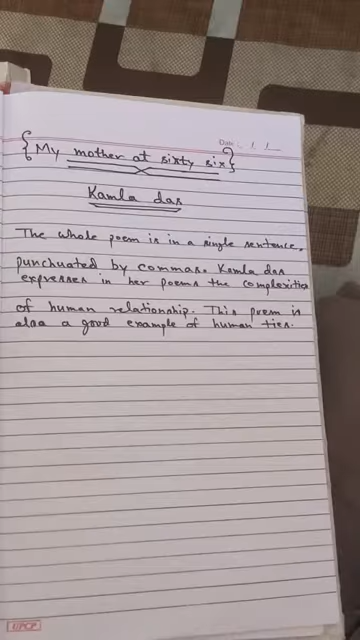 Date :- / /
{ My mother at sixty six }
Kamla das
The whole poem is in a single sentence,
punchuated by commas. Kamla das
expresses in her poems the complexities
of human relationship. This poem is
also a good example of human ties.
UPCP